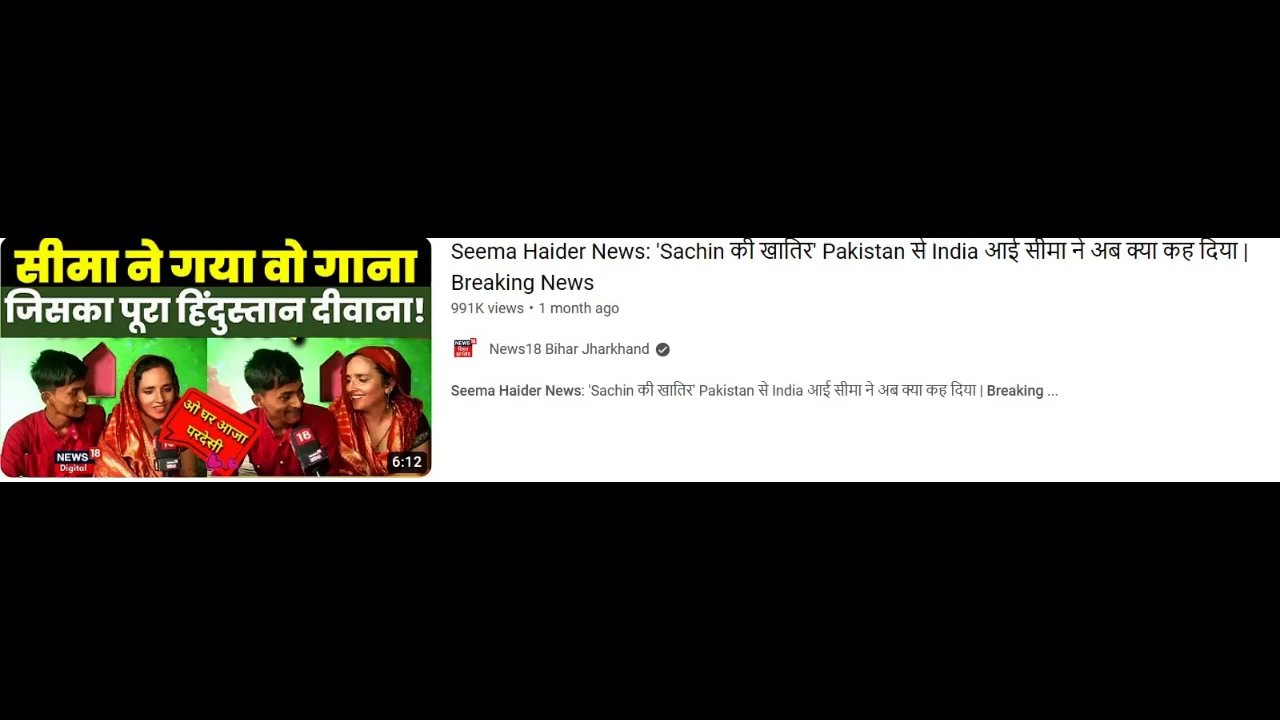 सीमा ने गया वो गाना
जिसका पूरा हिंदुस्तान दीवाना!
ओ घर आजा
परदेसी
NEWS 18
Digital
18
6:12
Seema Haider News: 'Sachin की खातिर' Pakistan से India आई सीमा ने अब क्या कह दिया |
Breaking News
991K views • 1 month ago
News18 Bihar Jharkhand
Seema Haider News: 'Sachin की खातिर' Pakistan से India आई सीमा ने अब क्या कह दिया | Breaking ...